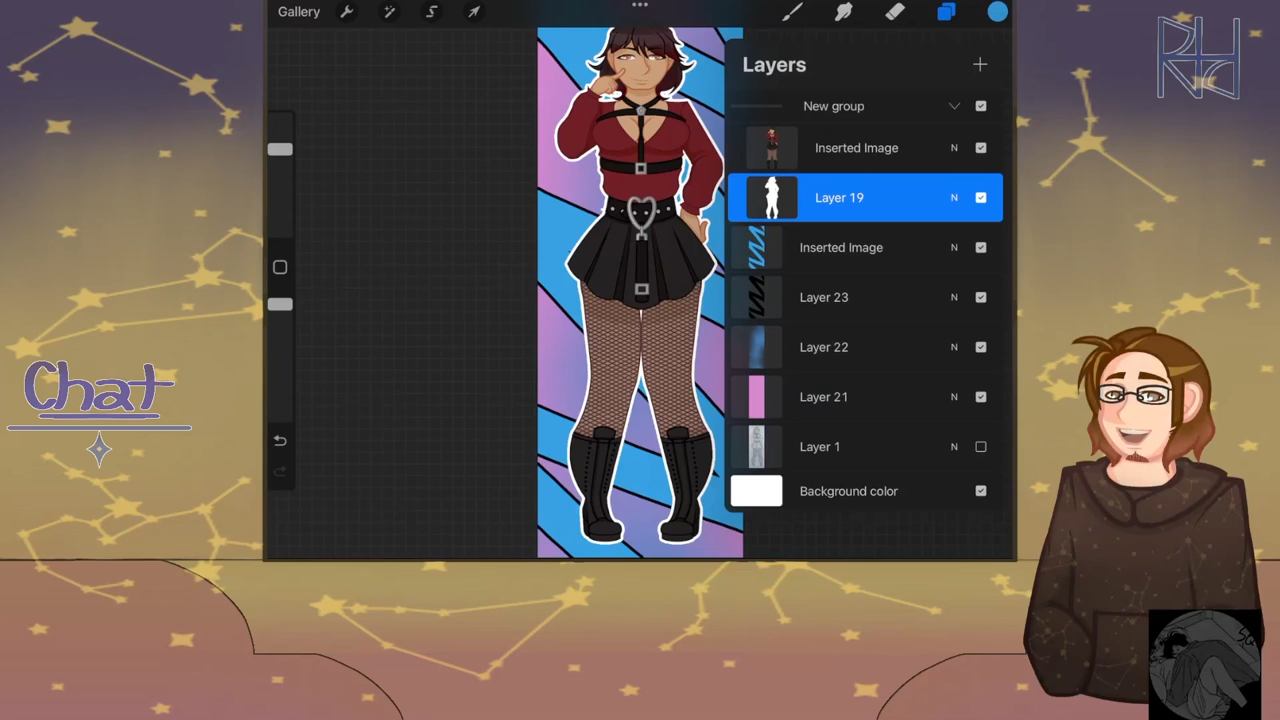 Gallery
Layers
New group
Inserted Image N
Layer 19 N
Inserted Image N
Layer 23 N
Layer 22 N
Layer 21 N
Layer 1 N
Background color
Chat